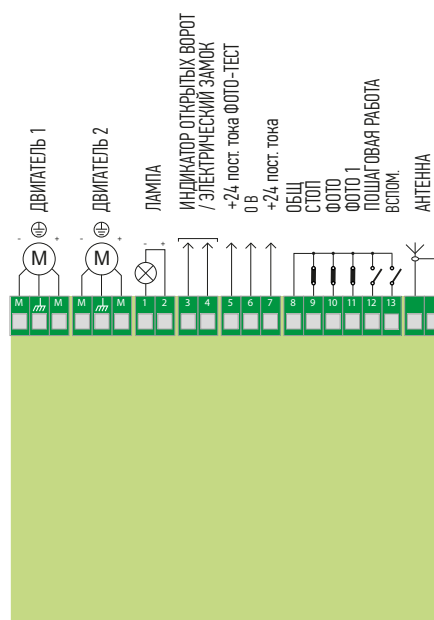 ДВИГАТЕЛЬ 1
ДВИГАТЕЛЬ 2
ЛАМПА
ИНДИКАТОР ОТКРЫТЫХ ВОРОТ
/ ЭЛЕКТРИЧЕСКИЙ ЗАМОК
+24 пост. тока ФОТО-ТЕСТ
0 В
+24 пост. тока
ОБЩ
СТОП
ФОТО
ФОТО 1
ПОШАГОВАЯ РАБОТА
ВСПОМ.
АНТЕННА
- + - + - +
M M
M M M M 1 2 3 4 5 6 7 8 9 10 11 12 13